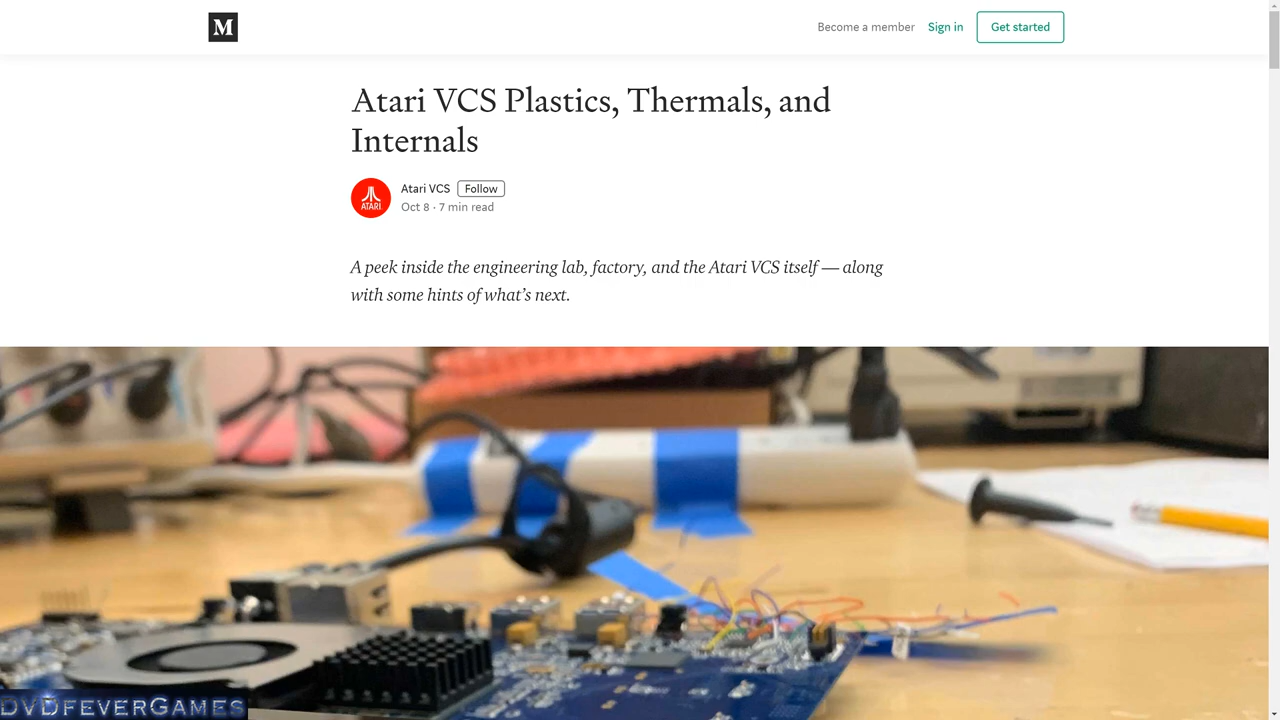 M
Become a member Sign in Get started
Atari VCS Plastics, Thermals, and
Internals
ATARI
Atari VCS Follow
Oct 8 · 7 min read
A peek inside the engineering lab, factory, and the Atari VCS itself — along
with some hints of what’s next.
DVDFEVERGAMES